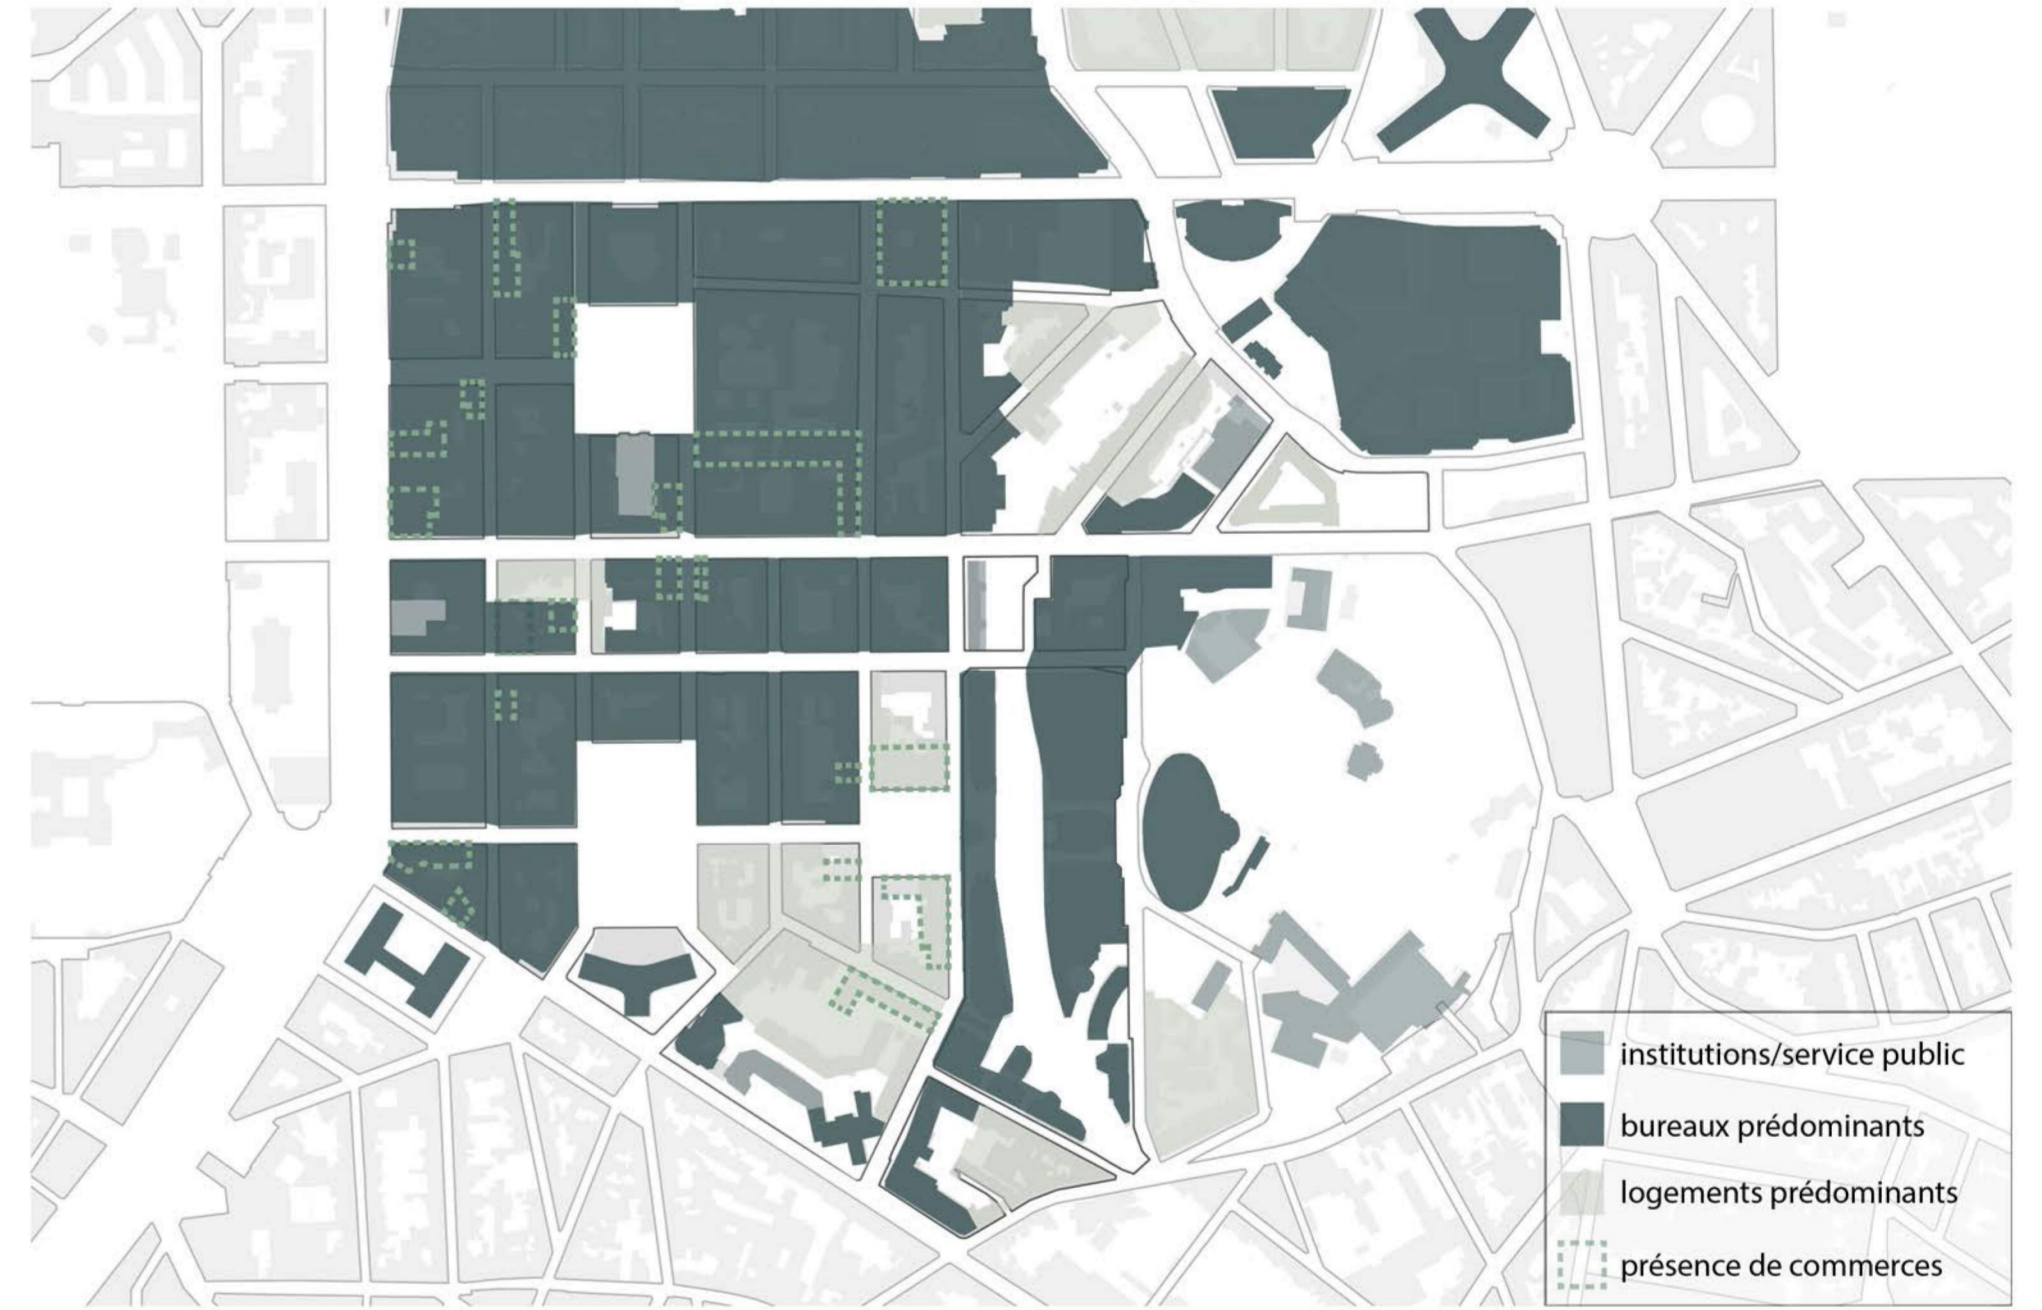 institutions/service public
bureaux prédominants
logements prédominants
présence de commerces